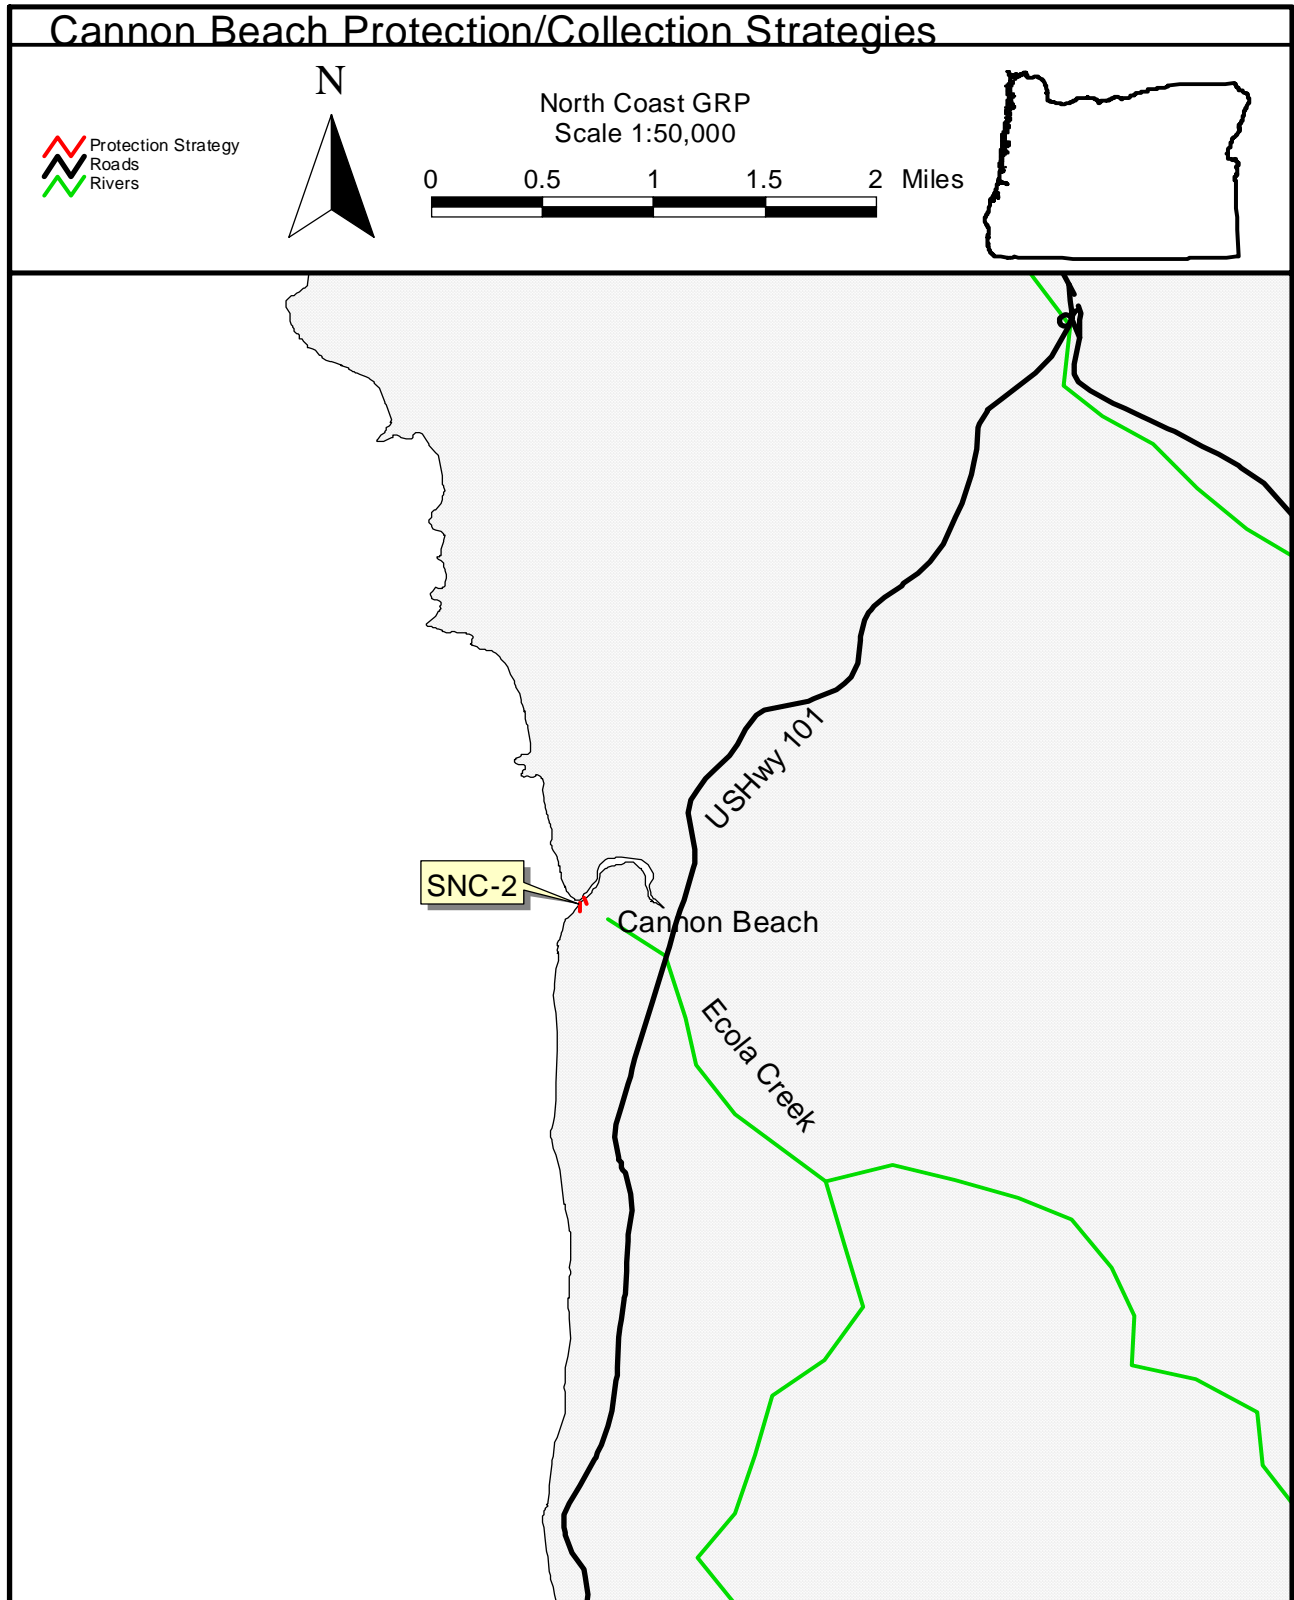 Cannon Beach Protection/Collection Strategies
N
North Coast GRP
Scale 1:50,000
Protection Strategy
Roads
Rivers
0 0.5 1 1.5 2 Miles
USHwy 101
SNC-2
Cannon Beach
Ecola Creek